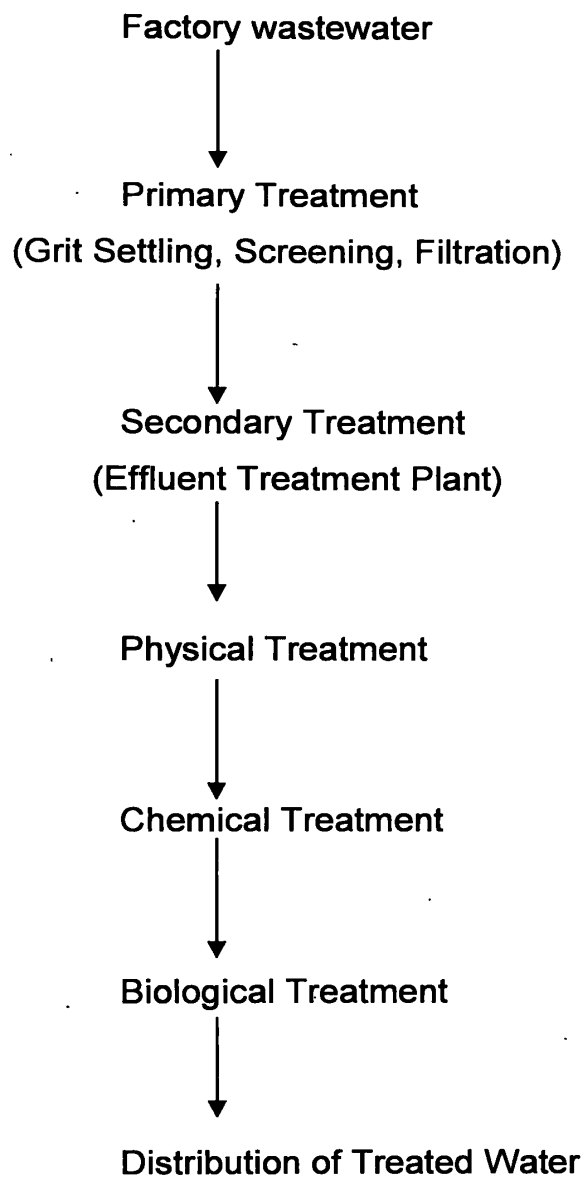 Factory wastewater
Primary Treatment
(Grit Settling, Screening, Filtration)
Secondary Treatment
(Effluent Treatment Plant)
Physical Treatment
Chemical Treatment
Biological Treatment
Distribution of Treated Water